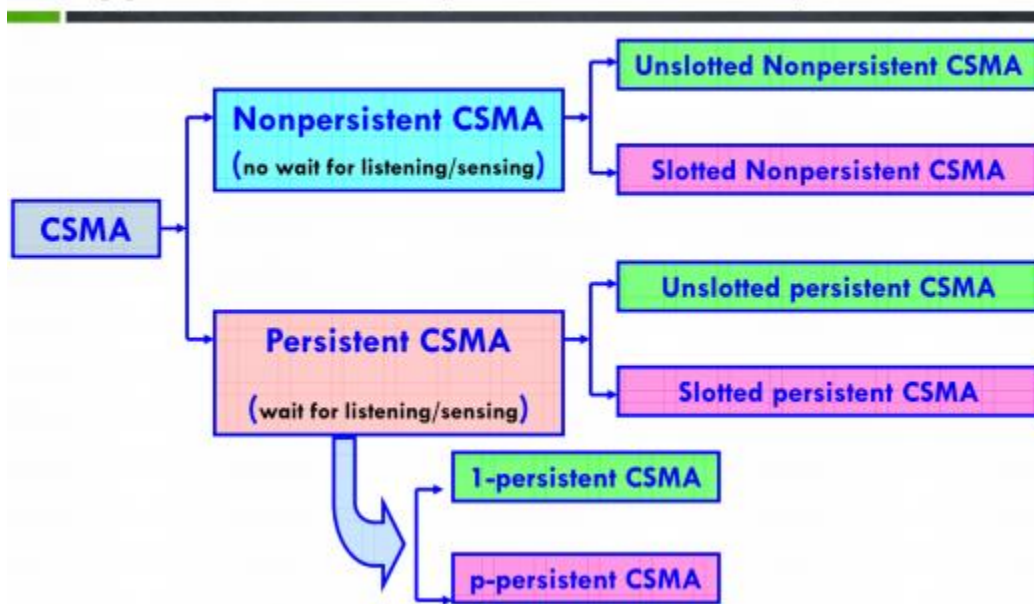 CSMA
Nonpersistent CSMA
(no wait for listening/sensing)
Unslotted Nonpersistent CSMA
Slotted Nonpersistent CSMA
Persistent CSMA
(wait for listening/sensing)
Unslotted persistent CSMA
Slotted persistent CSMA
1-persistent CSMA
p-persistent CSMA